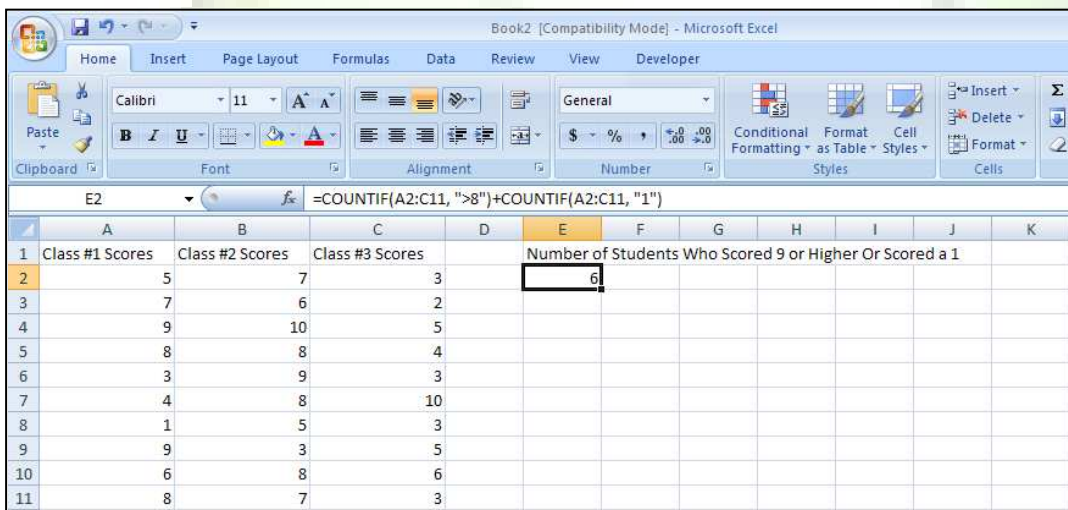 Book2 [Compatibility Mode] - Microsoft Excel
Home Insert Page Layout Formulas Data Review View Developer
Calibri 11 A A General Insert Σ
Paste B I U A $ % , .0 .00 .00 .0 Conditional Formatting Format as Table Cell Styles Delete
Format
Clipboard Font Alignment Number Styles Cells
E2 fx =COUNTIF(A2:C11, ">8")+COUNTIF(A2:C11, "1")
A B C D E F G H I J K
1 Class #1 Scores Class #2 Scores Class #3 Scores Number of Students Who Scored 9 or Higher Or Scored a 1
2 5 7 3 6
3 7 6 2
4 9 10 5
5 8 8 4
6 3 9 3
7 4 8 10
8 1 5 3
9 9 3 5
10 6 8 6
11 8 7 3